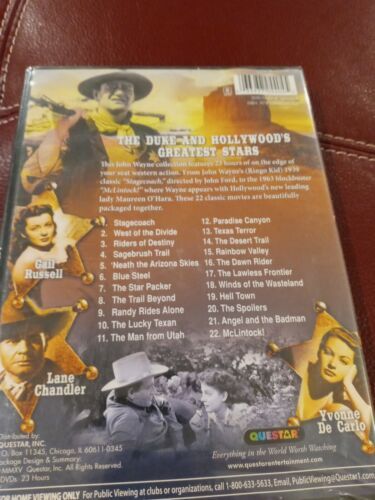 THE DUKE AND HOLLYWOOD'S
GREATEST STARS
This John Wayne collection features 23 hours of on the edge of
your seat western action. From John Wayne's (Ringo Kid) 1939
classic "Stagecoach," directed by John Ford, to the 1963 blockbuster
"McLintock!" where Wayne appears with Hollywood's new leading
lady Maureen O'Hara. These 22 classic movies are beautifully
packaged together.
1. Stagecoach
2. West of the Divide
3. Riders of Destiny
4. Sagebrush Trail
5. 'Neath the Arizona Skies
6. Blue Steel
7. The Star Packer
8. The Trail Beyond
9. Randy Rides Alone
10. The Lucky Texan
11. The Man from Utah
12. Paradise Canyon
13. Texas Terror
14. The Desert Trail
15. Rainbow Valley
16. The Dawn Rider
17. The Lawless Frontier
18. Winds of the Wasteland
19. Hell Town
20. The Spoilers
21. Angel and the Badman
22. McLintock!
Gail
Russell
Lane
Chandler
Yvonne
De Carlo
Distributed by:
QUESTAR, INC.
P.O. Box 11345, Chicago, IL 60611-0345
Package Design & Summary:
MMXV Questar, Inc. All Rights Reserved.
DVDs 23 Hours
QUESTAR
Everything in the World Worth Watching
www.questarentertainment.com
FOR HOME VIEWING ONLY For Public Viewing at clubs or organizations, call 1-800-633-5633, Email: PublicViewing@Questar1.com